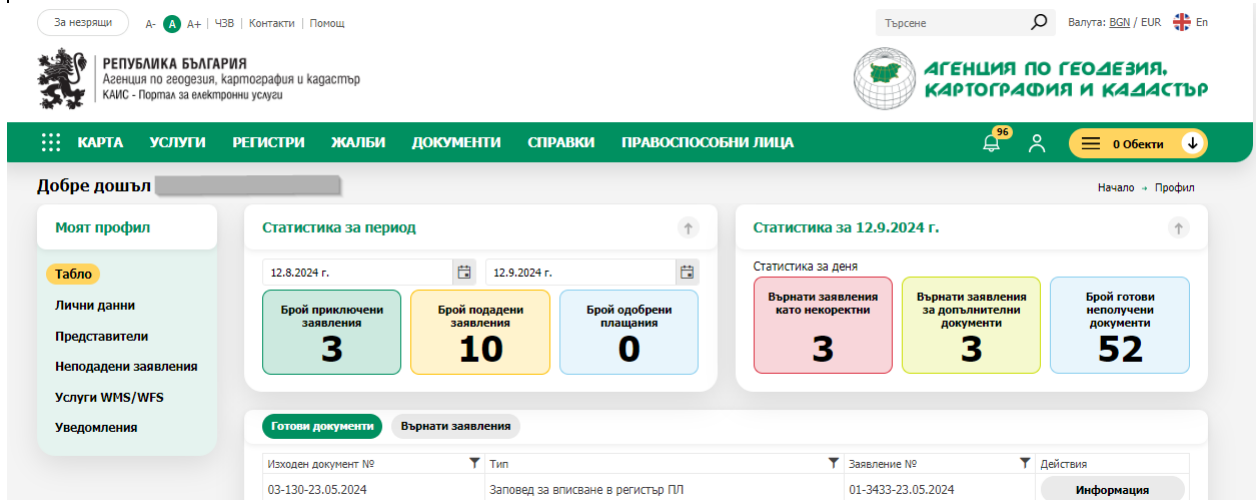 За незрящи А- А А+ | ЧЗВ | Контакти | Помощ Търсене Валута: BGN / EUR En
РЕПУБЛИКА БЪЛГАРИЯ
Агенция по геодезия, картография и кадастър
КАИС - Портал за електронни услуги
АГЕНЦИЯ ПО ГЕОДЕЗИЯ,
КАРТОГРАФИЯ И КАДАСТЪР
КАРТА УСЛУГИ РЕГИСТРИ ЖАЛБИ ДОКУМЕНТИ СПРАВКИ ПРАВОСПОСОБНИ ЛИЦА 96 0 Обекти
Добре дошъл Начало → Профил
Моят профил
Табло
Лични данни
Представители
Неподадени заявления
Услуги WMS/WFS
Уведомления
Статистика за период
12.8.2024 г. 12.9.2024 г.
Брой приключени
заявления
3
Брой подадени
заявления
10
Брой одобрени
плащания
0
Статистика за 12.9.2024 г.
Статистика за деня
Върнати заявления
като некоректни
3
Върнати заявления
за допълнителни
документи
3
Брой готови
неполучени
документи
52
Готови документи Върнати заявления
Изходен документ № Тип Заявление № Действия
03-130-23.05.2024 Заповед за вписване в регистър ПЛ 01-3433-23.05.2024 Информация